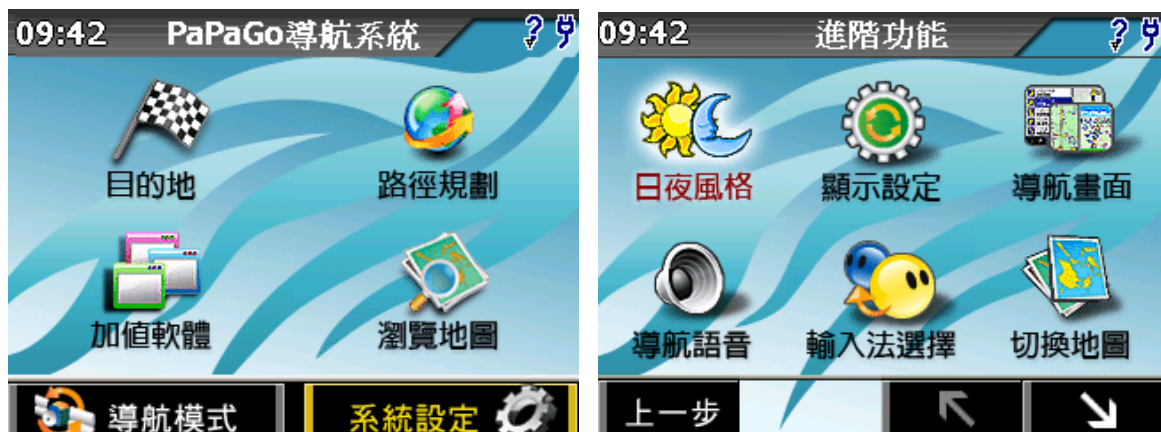 09:42 PaPaGo導航系統
目的地 路徑規劃
加值軟體 瀏覽地圖
導航模式 系統設定
09:42 進階功能
日夜風格 顯示設定 導航畫面
導航語音 輸入法選擇 切換地圖
上一步